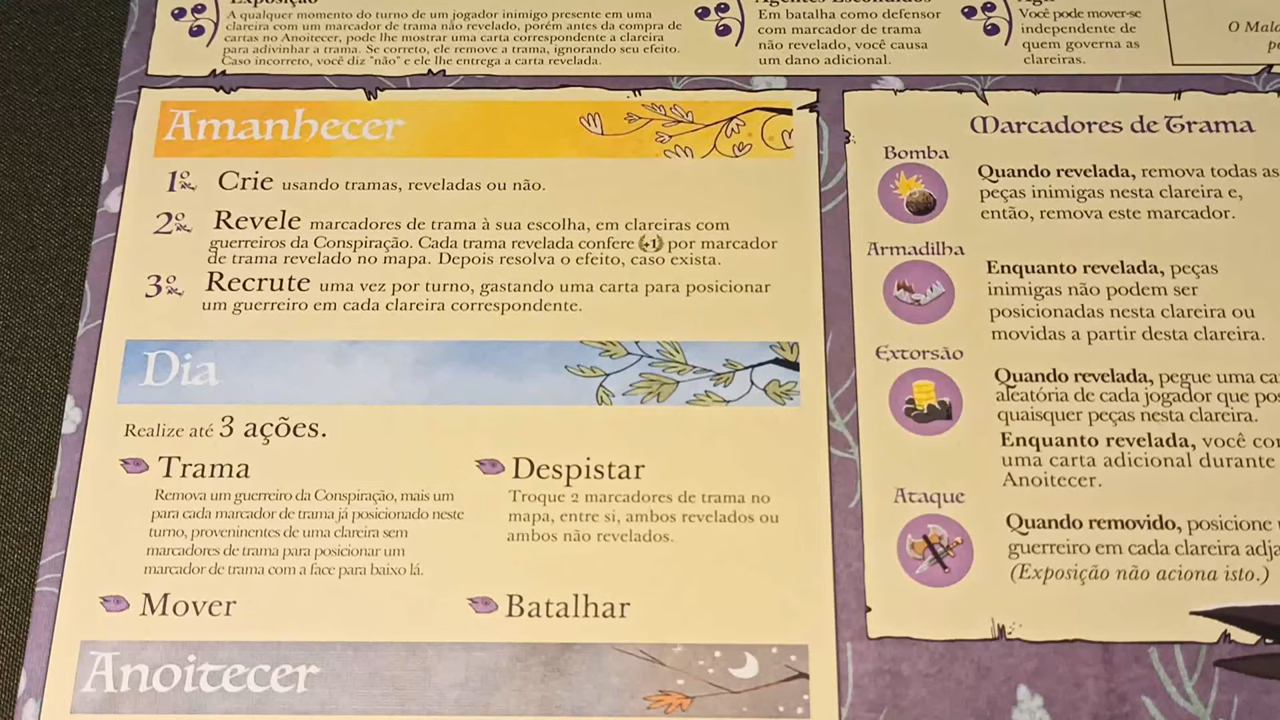 Exposição
A qualquer momento do turno de um jogador inimigo presente em uma
clareira com um marcador de trama não revelado, porém antes da compra de
cartas no Anoitecer, pode lhe mostrar uma carta correspondente a clareira
para adivinhar a trama. Se correto, ele remove a trama, ignorando seu efeito.
Caso incorreto, você diz "não" e ele lhe entrega a carta revelada.
Agentes Escondidos
Em batalha como defensor
com marcador de trama
não revelado, você causa
um dano adicional.
Você pode mover-se
independente de
quem governa as
clareiras.
O
Amanhecer
1º Crie usando tramas, reveladas ou não.
2º Revele marcadores de trama à sua escolha, em clareiras com
guerreiros da Conspiração. Cada trama revelada confere +1 por marcador
de trama revelado no mapa. Depois resolva o efeito, caso exista.
3º Recrute uma vez por turno, gastando uma carta para posicionar
um guerreiro em cada clareira correspondente.
Dia
Realize até 3 ações.
Trama
Remova um guerreiro da Conspiração, mais um
para cada marcador de trama já posicionado neste
turno, proveninentes de uma clareira sem
marcadores de trama para posicionar um
marcador de trama com a face para baixo lá.
Despistar
Troque 2 marcadores de trama no
mapa, entre si, ambos revelados ou
ambos não revelados.
Mover
Batalhar
Anoitecer
Marcadores de Trama
Bomba
Quando revelada, remova todas as
peças inimigas nesta clareira e,
então, remova este marcador.
Armadilha
Enquanto revelada, peças
inimigas não podem ser
posicionadas nesta clareira ou
movidas a partir desta clareira.
Extorsão
Quando revelada, pegue uma ca
aleatória de cada jogador que pos
quaisquer peças nesta clareira.
Enquanto revelada, você co
uma carta adicional durante
Anoitecer.
Ataque
Quando removido, posicione
guerreiro em cada clareira adja
(Exposição não aciona isto.)